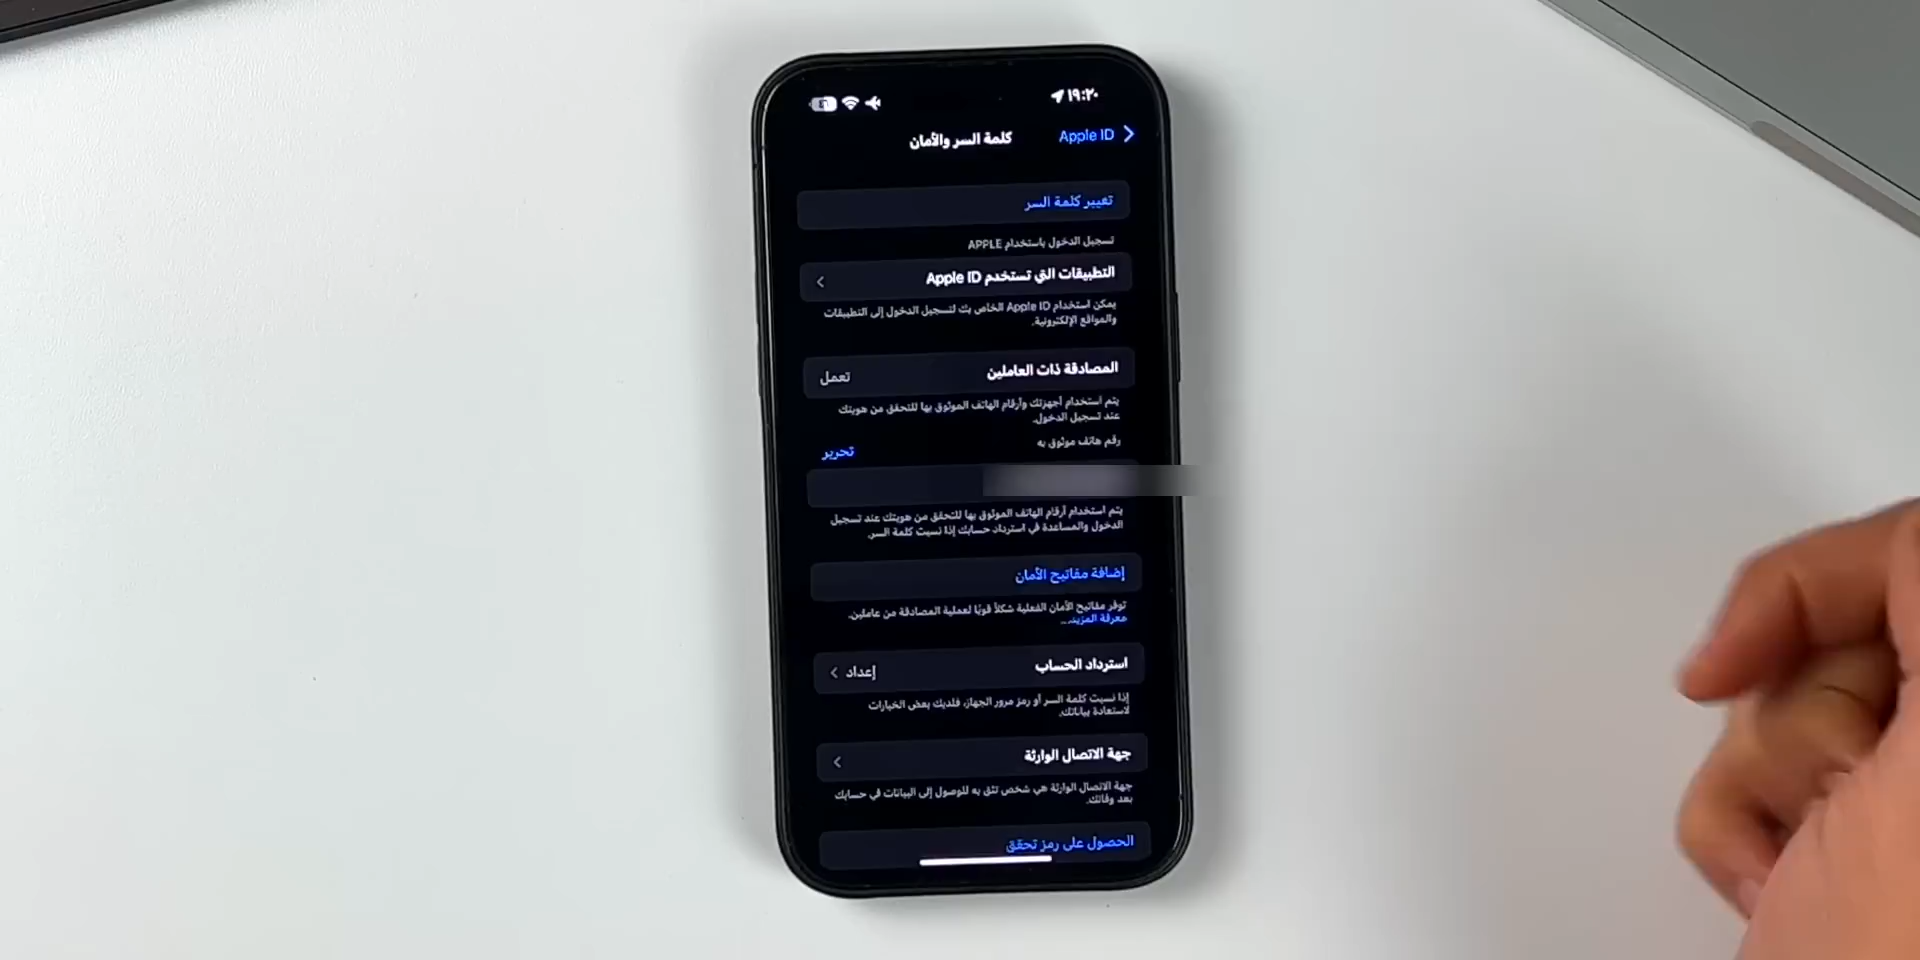 ١٩:٢٠
Apple ID
كلمة السر والأمان
تغيير كلمة السر
تسجيل الدخول باستخدام APPLE
التطبيقات التي تستخدم Apple ID
يمكن استخدام Apple ID الخاص بك لتسجيل الدخول إلى التطبيقات
والمواقع الإلكترونية.
المصادقة ذات العاملين تعمل
يتم استخدام أجهزتك وأرقام الهاتف الموثوق بها للتحقق من هويتك
عند تسجيل الدخول.
رقم هاتف موثوق به تحرير
يتم استخدام أرقام الهاتف الموثوق بها للتحقق من هويتك عند تسجيل
الدخول والمساعدة في استرداد حسابك إذا نسيت كلمة السر.
إضافة مفاتيح الأمان
توفر مفاتيح الأمان الفعلية شكلاً قويًا لعملية المصادقة من عاملين.
معرفة المزيد...
استرداد الحساب إعداد
إذا نسيت كلمة السر أو رمز مرور الجهاز، فلديك بعض الخيارات
لاستعادة بياناتك.
جهة الاتصال الوارثة
جهة الاتصال الوارثة هي شخص تثق به للوصول إلى البيانات في حسابك
بعد وفاتك.
الحصول على رمز تحقق